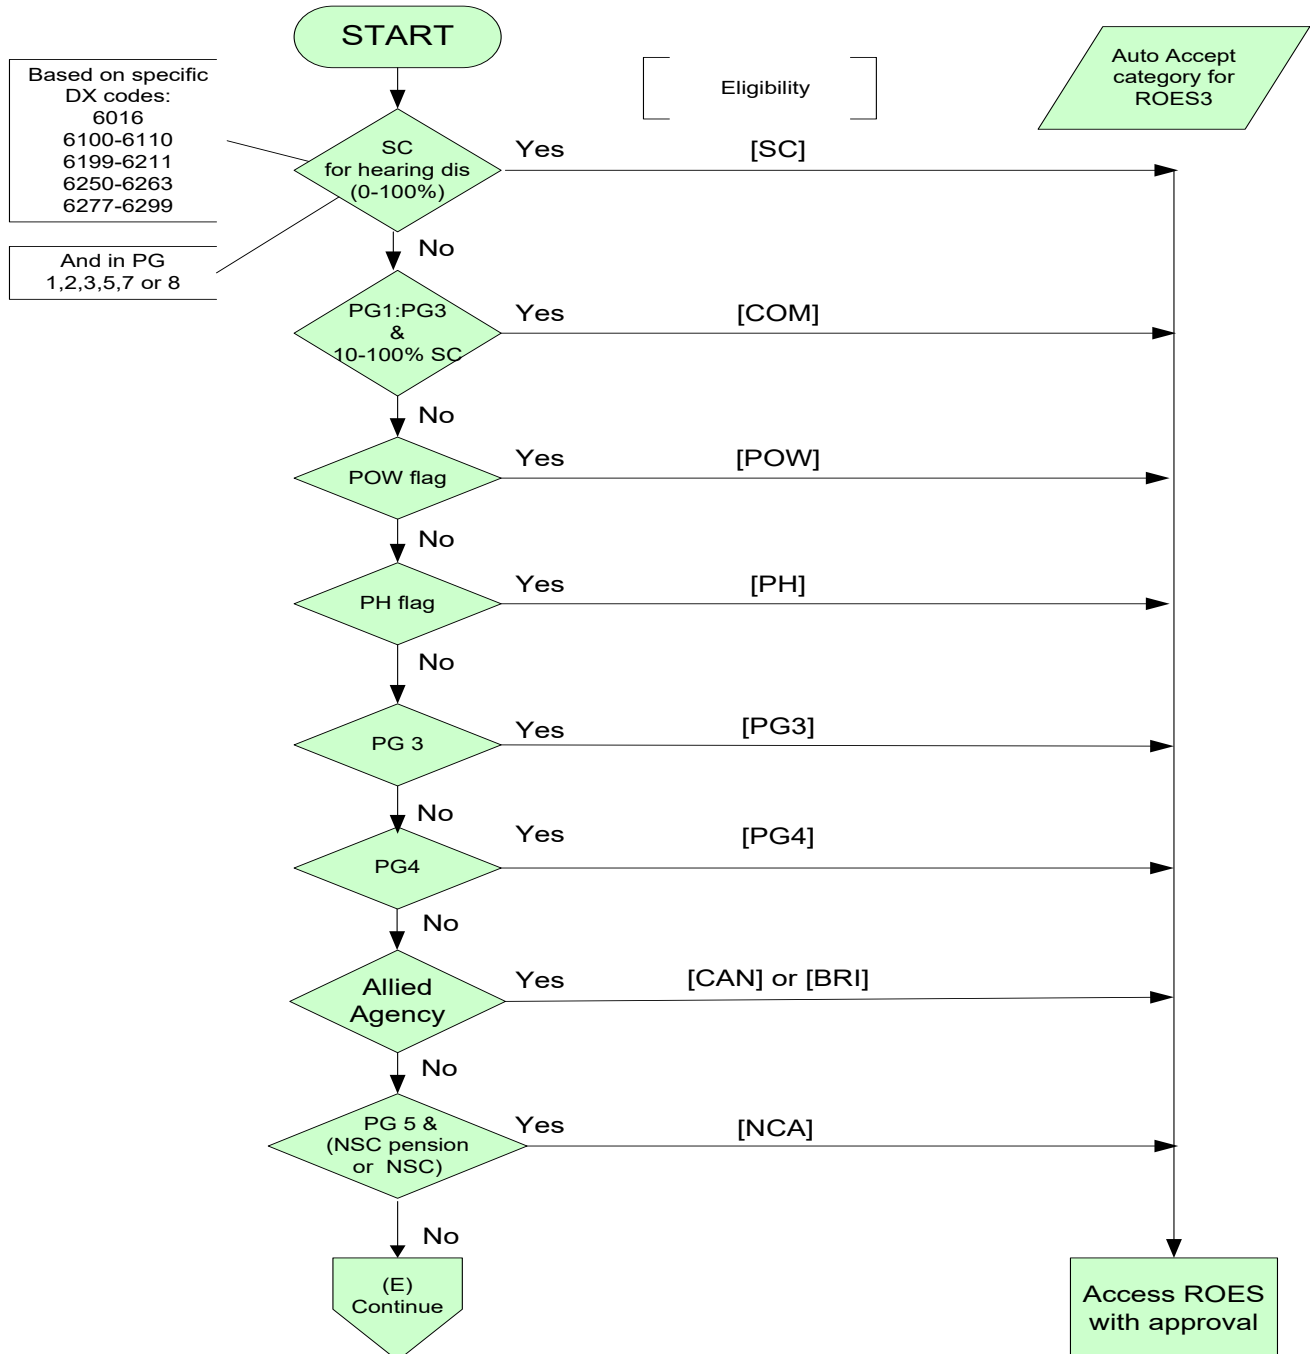 START
Based on specific
DX codes:
6016
6100-6110
6199-6211
6250-6263
6277-6299
Eligibility
Auto Accept
category for
ROES3
SC
for hearing dis
(0-100%)
Yes
[SC]
No
And in PG
1,2,3,5,7 or 8
PG1:PG3
&
10-100% SC
Yes
[COM]
No
POW flag
Yes
[POW]
No
PH flag
Yes
[PH]
No
PG 3
Yes
[PG3]
No
PG4
Yes
[PG4]
No
Allied
Agency
Yes
[CAN] or [BRI]
No
PG 5 &
(NSC pension
or NSC)
Yes
[NCA]
No
(E)
Continue
Access ROES
with approval